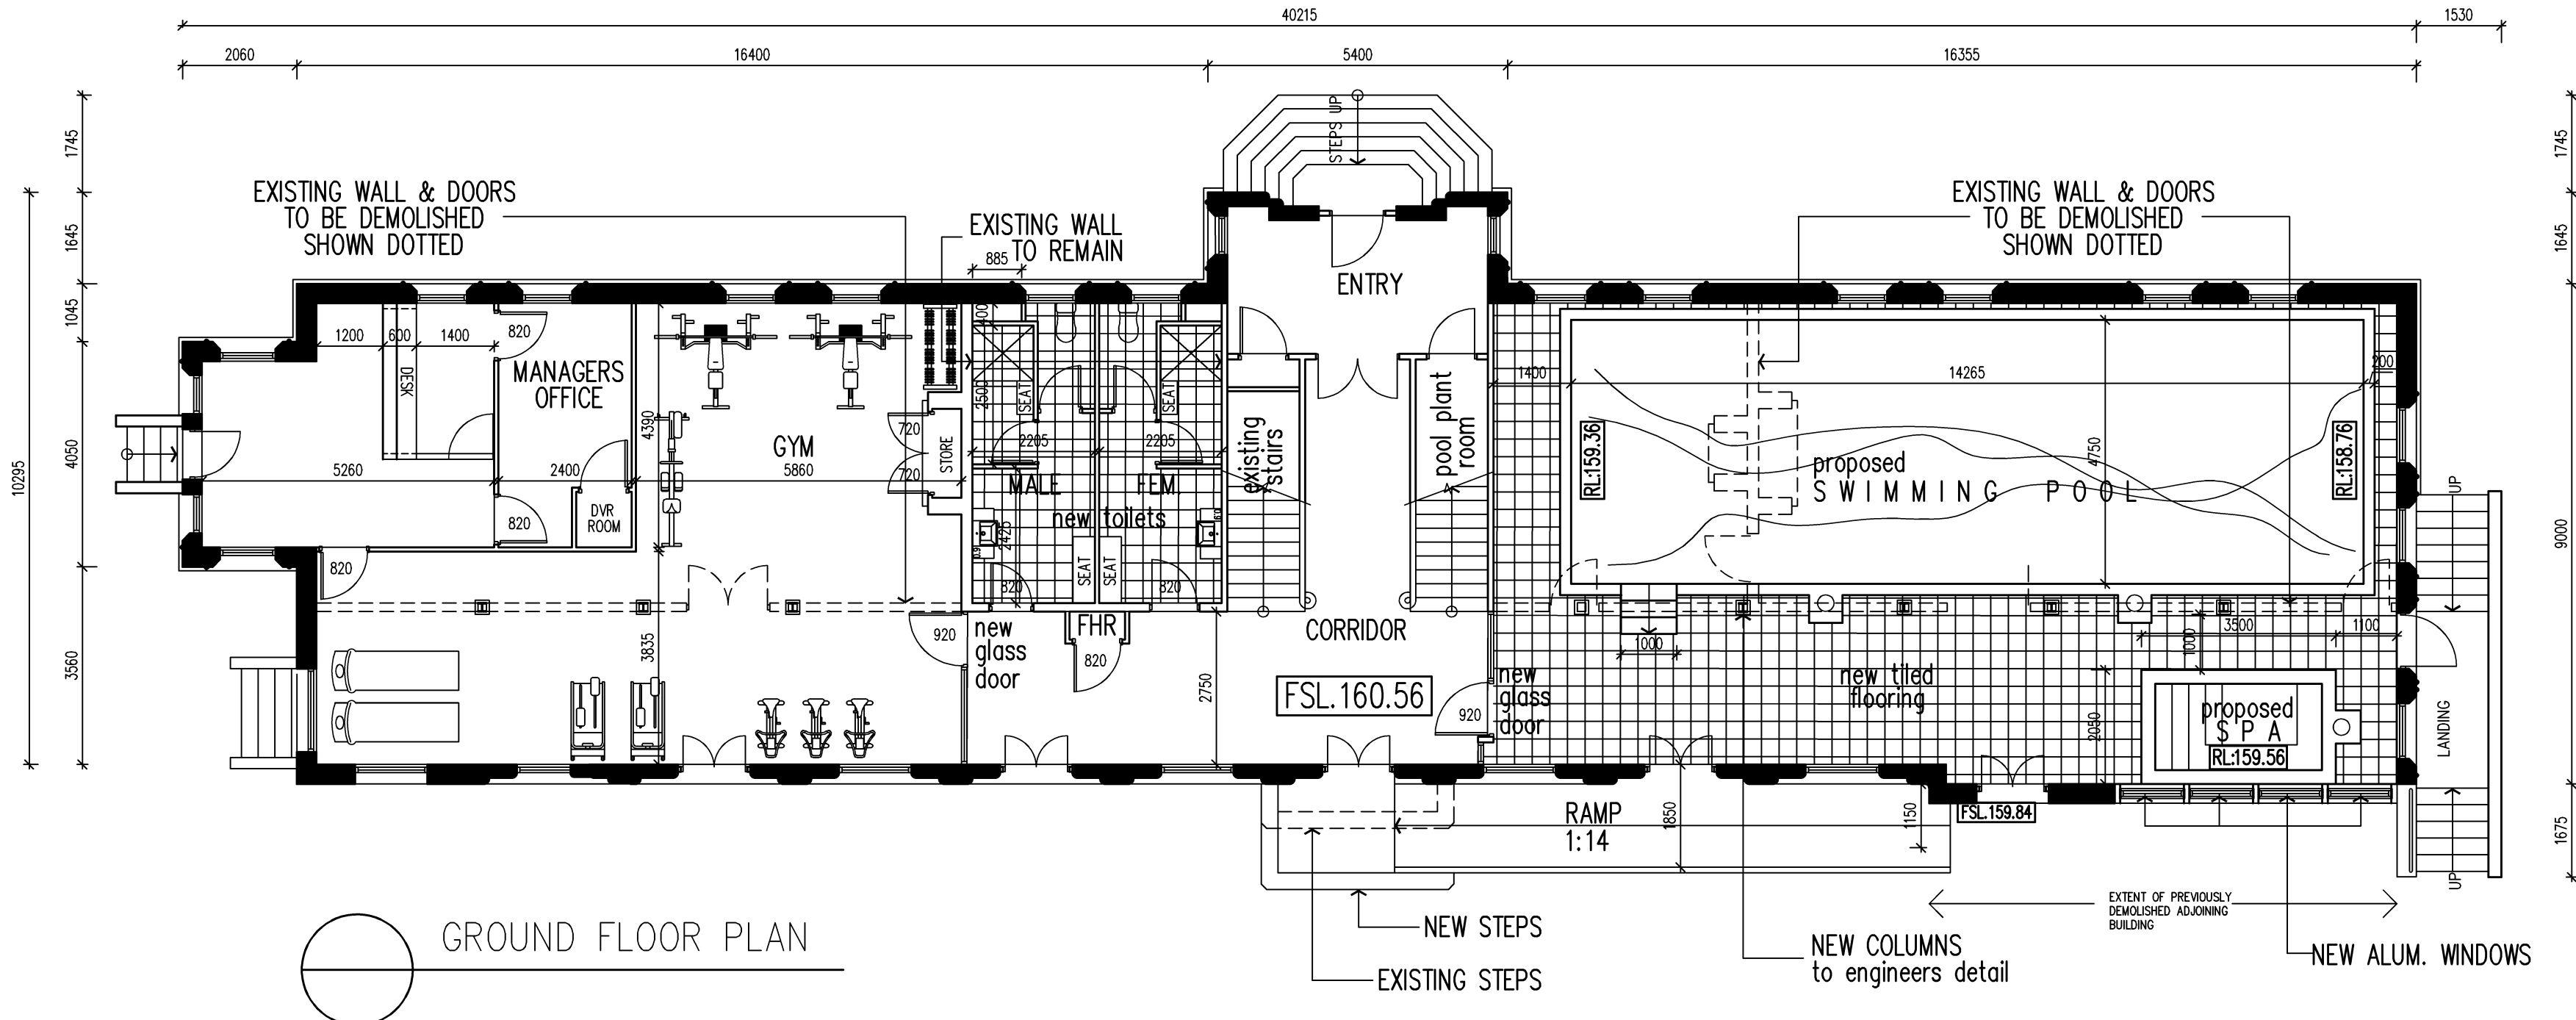 40215
1530
2060
16400
5400
16355
1745
1645
1045
4050
3560
10295
1745
1645
9000
1675
STEPS UP
EXISTING WALL & DOORS
TO BE DEMOLISHED
SHOWN DOTTED
EXISTING WALL
TO REMAIN
885
EXISTING WALL & DOORS
TO BE DEMOLISHED
SHOWN DOTTED
ENTRY
1200
600
1400
820
DESK
MANAGERS
OFFICE
5260
2400
820
DVR
ROOM
820
4390
GYM
5860
720
720
STORE
400
2500
SEAT
SEAT
2205
2205
MALE
FEM.
new toilets
2425
SEAT
SEAT
820
820
existing
stairs
pool plant
room
1400
14265
200
4750
RL:159.36
RL:158.76
proposed
SWIMMING POOL
UP
3835
920
new
glass
door
FHR
820
2750
CORRIDOR
FSL.160.56
920
new
glass
door
1000
new tiled
flooring
1000
3500
1100
2050
proposed
SPA
RL:159.56
LANDING
RAMP
1:14
1850
1150
FSL.159.84
UP
EXTENT OF PREVIOUSLY
DEMOLISHED ADJOINING
BUILDING
NEW STEPS
EXISTING STEPS
NEW COLUMNS
to engineers detail
NEW ALUM. WINDOWS
GROUND FLOOR PLAN